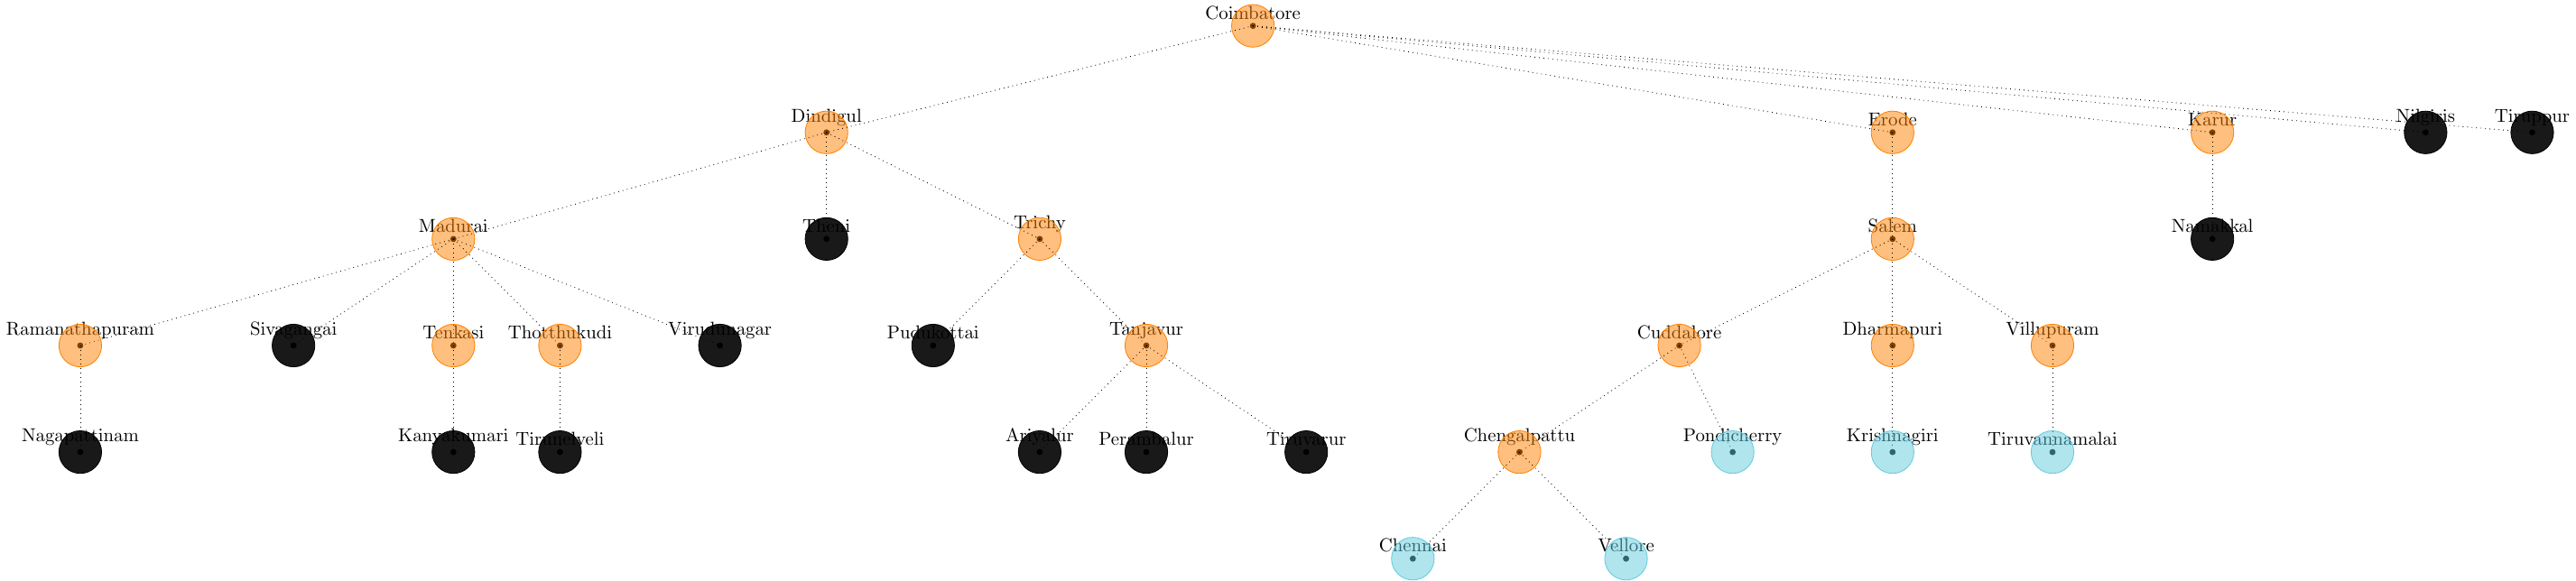 Coimbatore
Dindigul
Erode
Karur
Nilgiris
Tiruppur
Madurai
Theni
Trichy
Salem
Namakkal
Ramanathapuram
Sivagangai
Tenkasi
Thotthukudi
Virudunagar
Pudukottai
Tanjavur
Cuddalore
Dharmapuri
Villupuram
Nagapattinam
Kanyakumari
Tirunelveli
Ariyalur
Perambalur
Tiruvarur
Chengalpattu
Pondicherry
Krishnagiri
Tiruvannamalai
Chennai
Vellore